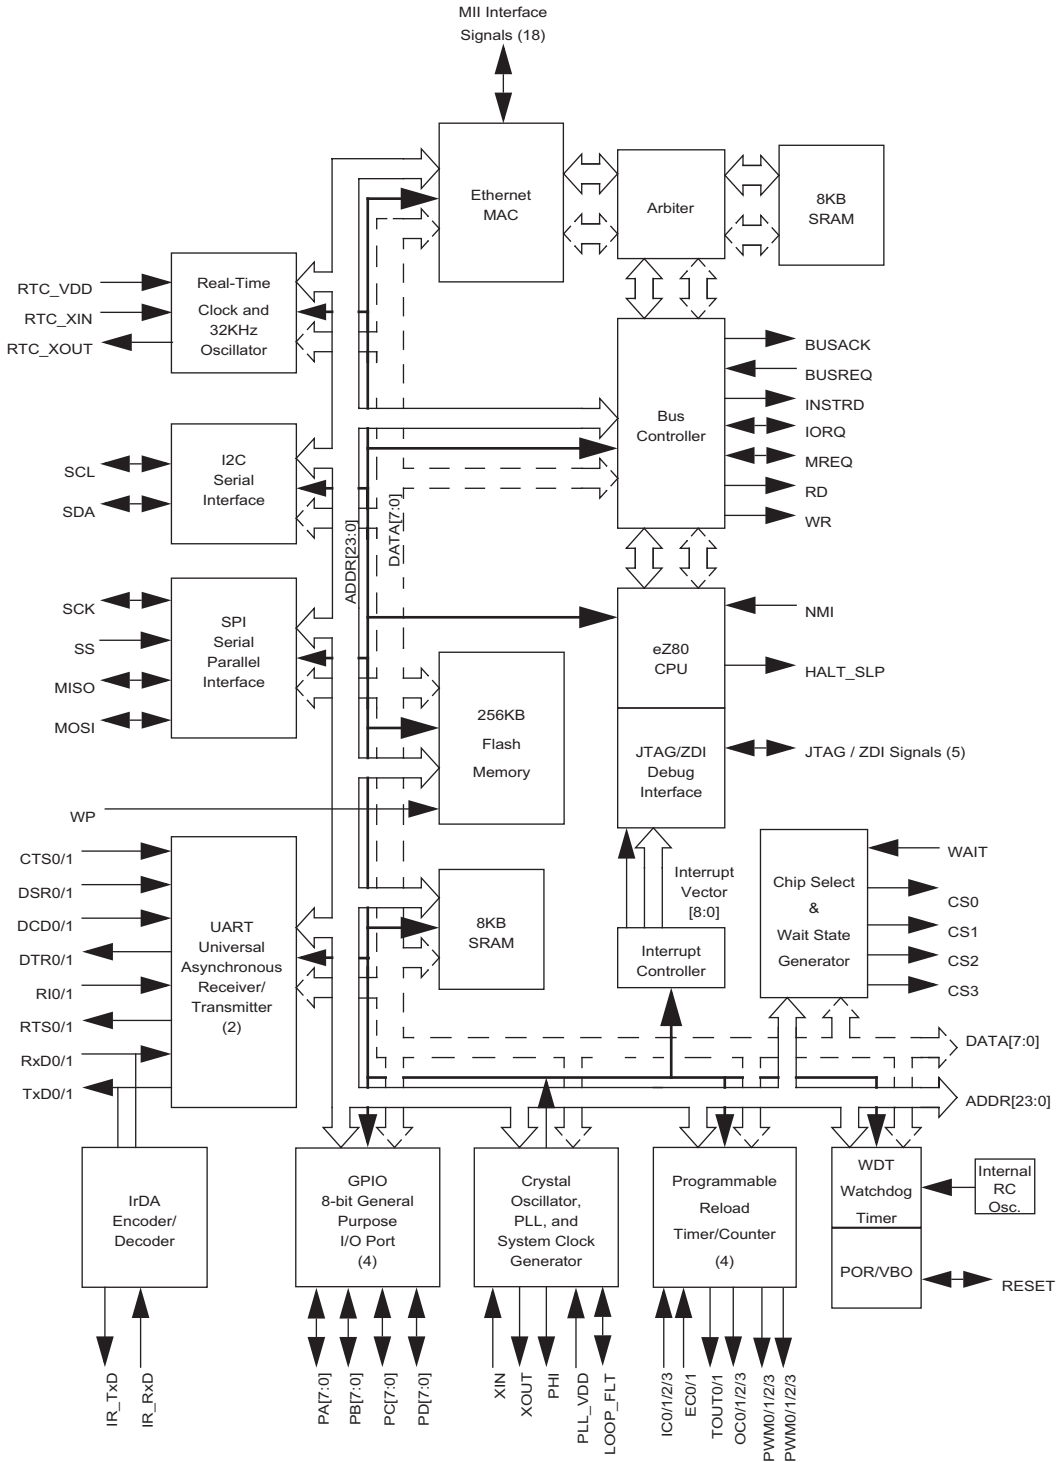 MII Interface
Signals (18)
Ethernet
MAC
Arbiter
8KB
SRAM
RTC_VDD
RTC_XIN
RTC_XOUT
Real-Time
Clock and
32KHz
Oscillator
Bus
Controller
BUSACK
BUSREQ
INSTRD
IORQ
MREQ
RD
WR
SCL
SDA
I2C
Serial
Interface
ADDR[23:0]
DATA[7:0]
SCK
SS
MISO
MOSI
SPI
Serial
Parallel
Interface
eZ80
CPU
NMI
HALT_SLP
256KB
Flash
Memory
JTAG/ZDI
Debug
Interface
JTAG / ZDI Signals (5)
WP
CTS0/1
DSR0/1
DCD0/1
DTR0/1
RI0/1
RTS0/1
RxD0/1
TxD0/1
UART
Universal
Asynchronous
Receiver/
Transmitter
(2)
8KB
SRAM
Interrupt
Vector
[8:0]
Interrupt
Controller
Chip Select
&
Wait State
Generator
WAIT
CS0
CS1
CS2
CS3
DATA[7:0]
ADDR[23:0]
IrDA
Encoder/
Decoder
GPIO
8-bit General
Purpose
I/O Port
(4)
Crystal
Oscillator,
PLL, and
System Clock
Generator
Programmable
Reload
Timer/Counter
(4)
WDT
Watchdog
Timer
Internal
RC
Osc.
POR/VBO
RESET
IR_TxD
IR_RxD
PA[7:0]
PB[7:0]
PC[7:0]
PD[7:0]
XIN
XOUT
PHI
PLL_VDD
LOOP_FLT
IC0/1/2/3
EC0/1
TOUT0/1
OC0/1/2/3
PWM0/1/2/3
PWM0/1/2/3